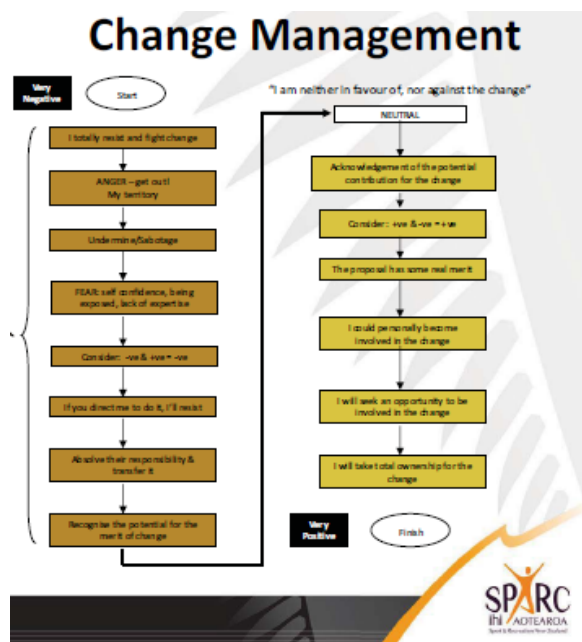 Change Management
Very
Negative
Start
I totally resist and fight change
ANGER – get out!
My territory
Undermine/Sabotage
FEAR: self confidence, being
exposed, lack of expertise
Consider: -ve & +ve = -ve
If you direct me to do it, I'll resist
Absolve their responsibility &
transfer it
Recognise the potential for the
merit of change
"I am neither in favour of, nor against the change"
NEUTRAL
Acknowledgement of the potential
contribution for the change
Consider: +ve & -ve = +ve
The proposal has some real merit
I could personally become
involved in the change
I will seek an opportunity to be
involved in the change
I will take total ownership for the
change
Very
Positive
Finish
SPARC
ihi AOTEAROA
Sport & Recreation New Zealand